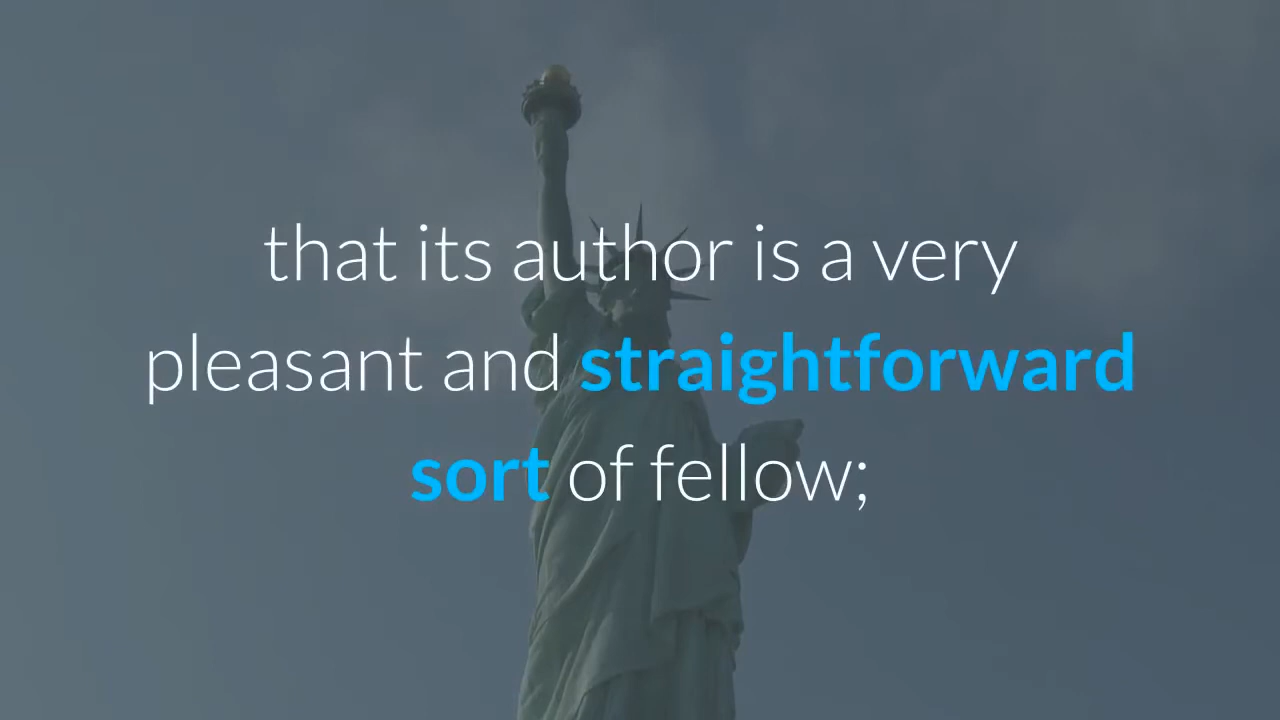 that its author is a very
pleasant and straightforward
sort of fellow;